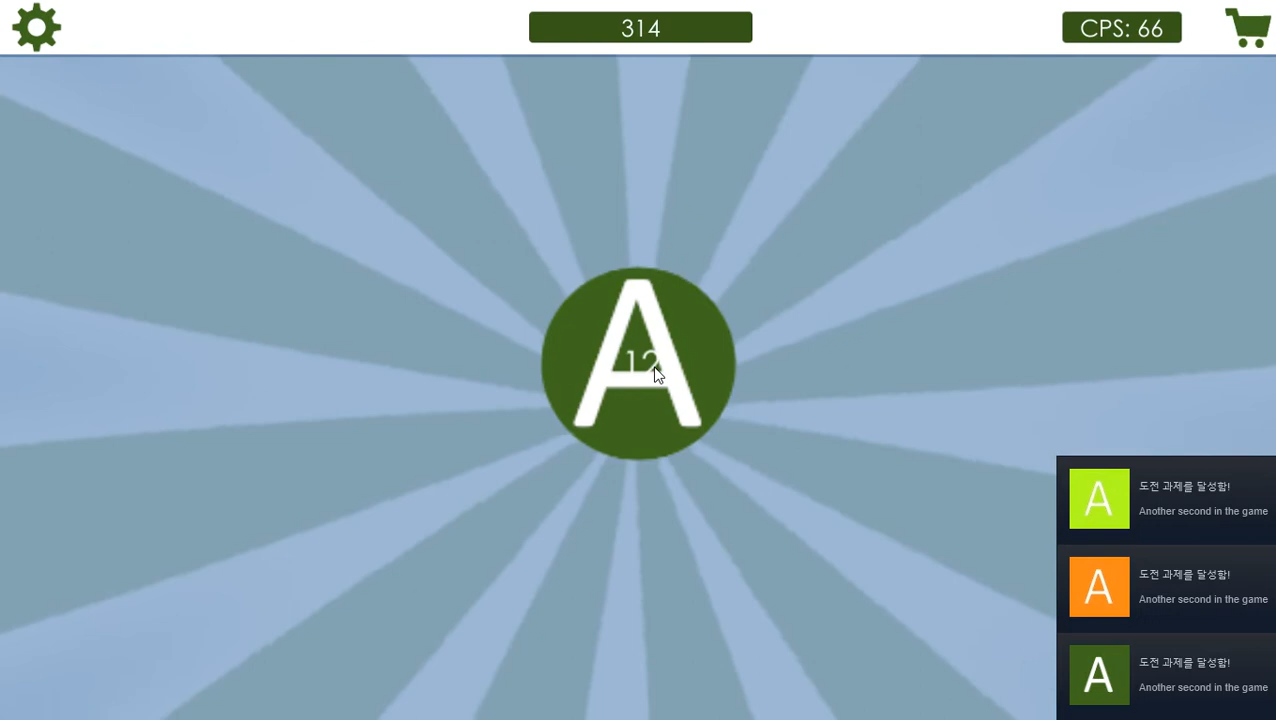 314
CPS: 66
A
12
A
도전 과제를 달성함!
Another second in the game
A
도전 과제를 달성함!
Another second in the game
A
도전 과제를 달성함!
Another second in the game